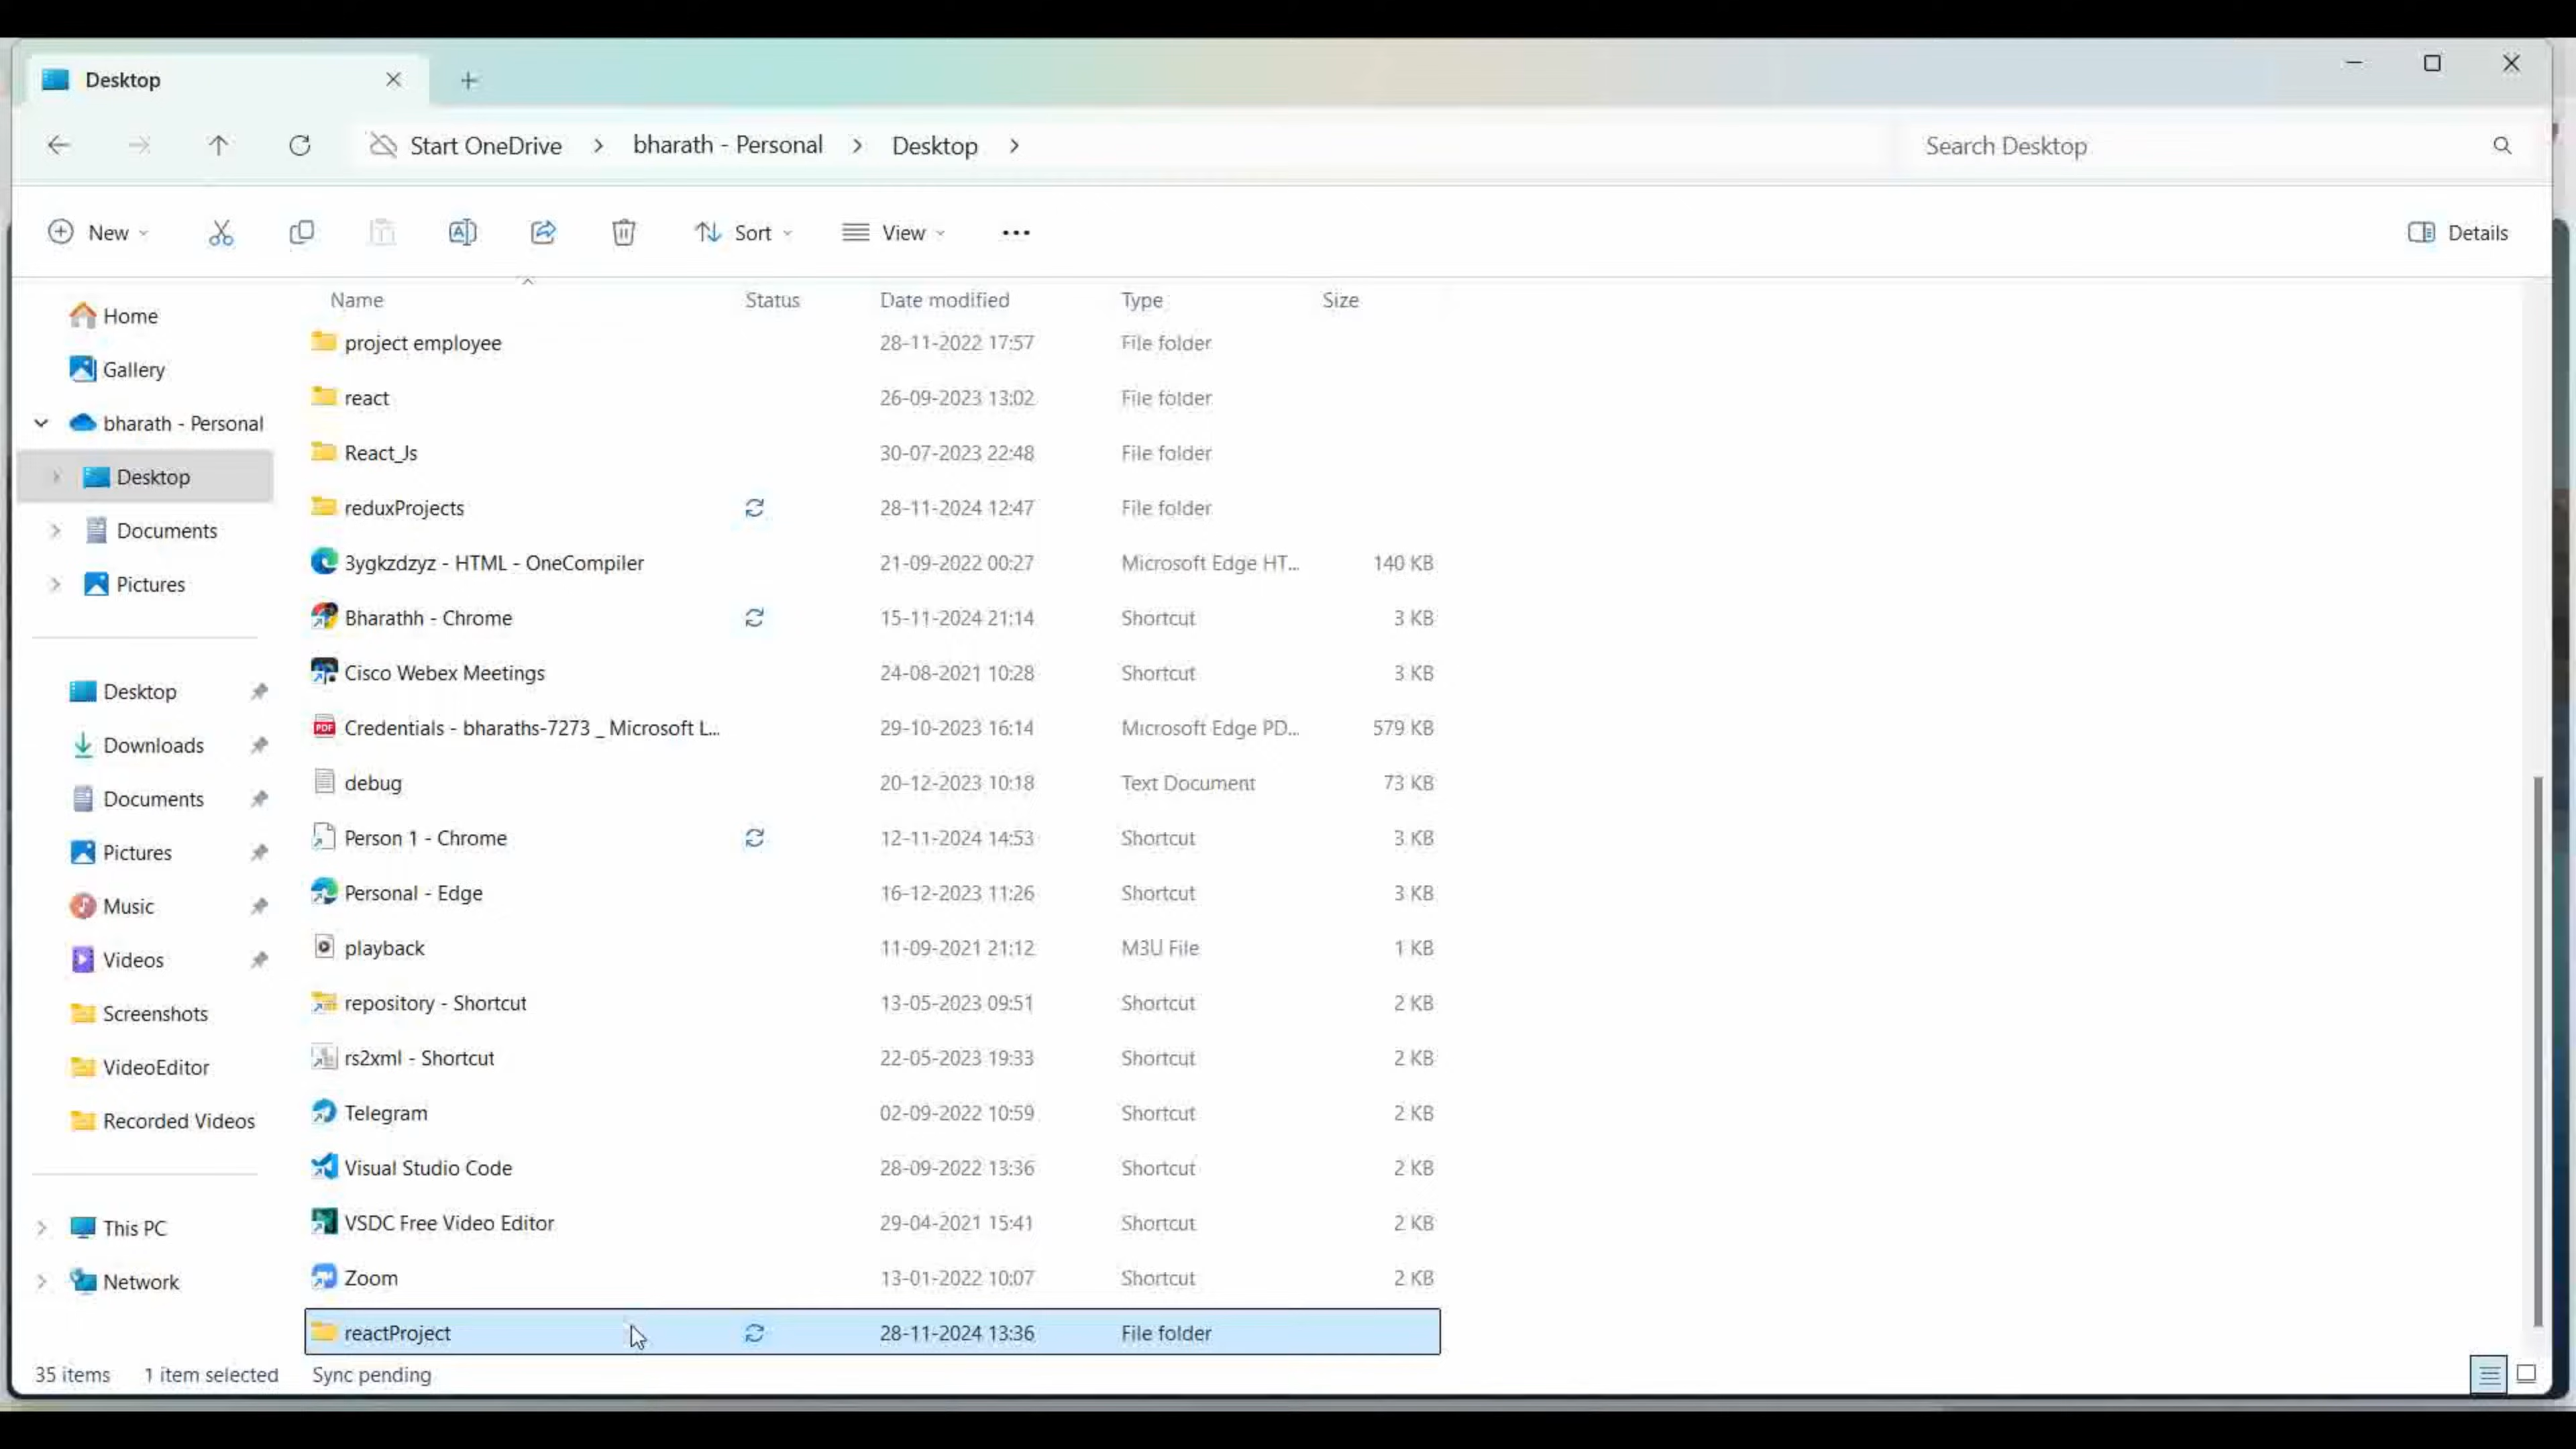 Desktop
Start OneDrive > bharath - Personal > Desktop >
Search Desktop
New
Sort
View
Details
Name Status Date modified Type Size
Home
Gallery
bharath - Personal
Desktop
Documents
Pictures
Desktop
Downloads
Documents
Pictures
Music
Videos
Screenshots
VideoEditor
Recorded Videos
This PC
Network
project employee 28-11-2022 17:57 File folder
react 26-09-2023 13:02 File folder
React_Js 30-07-2023 22:48 File folder
reduxProjects 28-11-2024 12:47 File folder
3ygkzdzyz - HTML - OneCompiler 21-09-2022 00:27 Microsoft Edge HT... 140 KB
Bharathh - Chrome 15-11-2024 21:14 Shortcut 3 KB
Cisco Webex Meetings 24-08-2021 10:28 Shortcut 3 KB
PDF Credentials - bharaths-7273 _ Microsoft L... 29-10-2023 16:14 Microsoft Edge PD... 579 KB
debug 20-12-2023 10:18 Text Document 73 KB
Person 1 - Chrome 12-11-2024 14:53 Shortcut 3 KB
Personal - Edge 16-12-2023 11:26 Shortcut 3 KB
playback 11-09-2021 21:12 M3U File 1 KB
repository - Shortcut 13-05-2023 09:51 Shortcut 2 KB
rs2xml - Shortcut 22-05-2023 19:33 Shortcut 2 KB
Telegram 02-09-2022 10:59 Shortcut 2 KB
Visual Studio Code 28-09-2022 13:36 Shortcut 2 KB
VSDC Free Video Editor 29-04-2021 15:41 Shortcut 2 KB
Zoom 13-01-2022 10:07 Shortcut 2 KB
reactProject 28-11-2024 13:36 File folder
35 items 1 item selected Sync pending